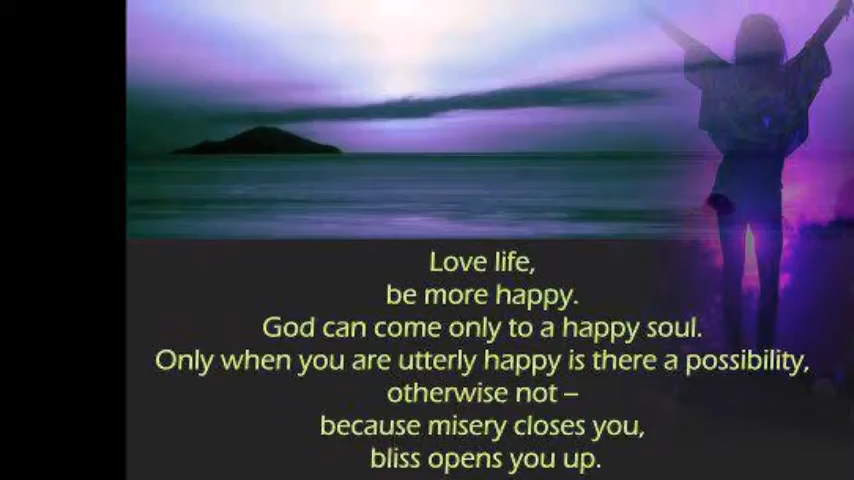 Love life,
be more happy.
God can come only to a happy soul.
Only when you are utterly happy is there a possibility,
otherwise not –
because misery closes you,
bliss opens you up.